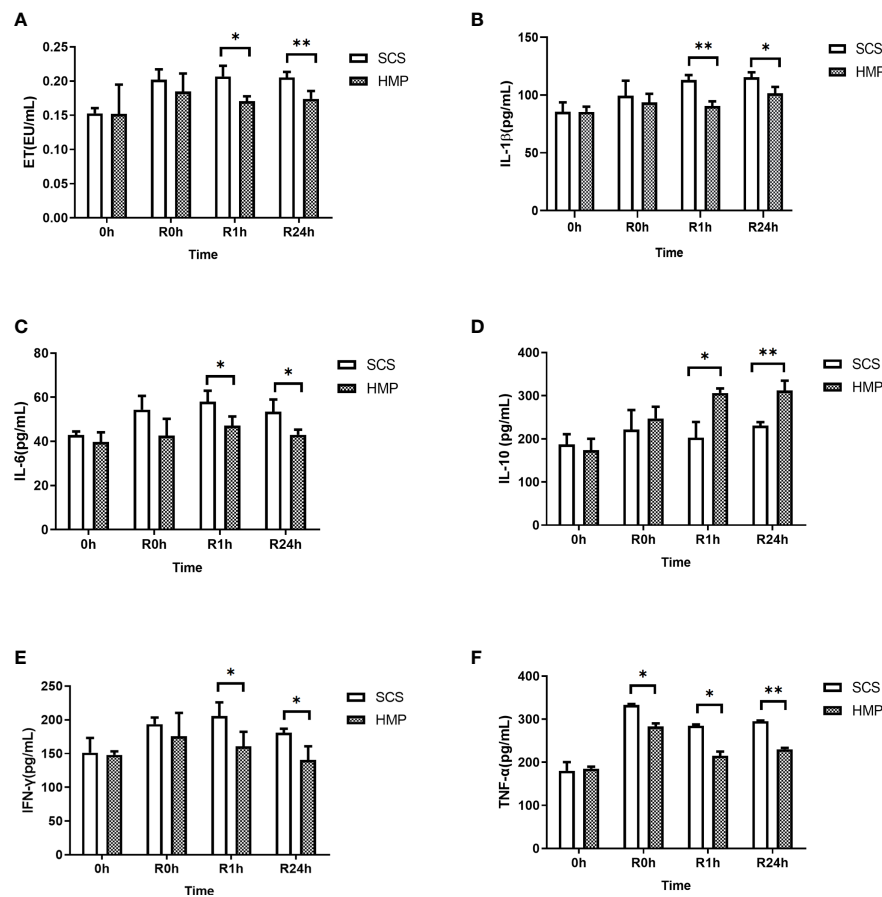 A
ET(EU/mL)
0.25
0.20
0.15
0.10
0.05
0.00
* **
SCS
HMP
0h R0h R1h R24h
Time
B
IL-1β(pg/mL)
150
100
50
0
** *
SCS
HMP
0h R0h R1h R24h
Time
C
IL-6(pg/mL)
80
60
40
20
0
* *
SCS
HMP
0h R0h R1h R24h
Time
D
IL-10 (pg/mL)
400
300
200
100
0
* **
SCS
HMP
0h R0h R1h R24h
Time
E
IFN-γ(pg/mL)
250
200
150
100
50
0
* *
SCS
HMP
0h R0h R1h R24h
Time
F
TNF-α(pg/mL)
400
300
200
100
0
* * **
SCS
HMP
0h R0h R1h R24h
Time